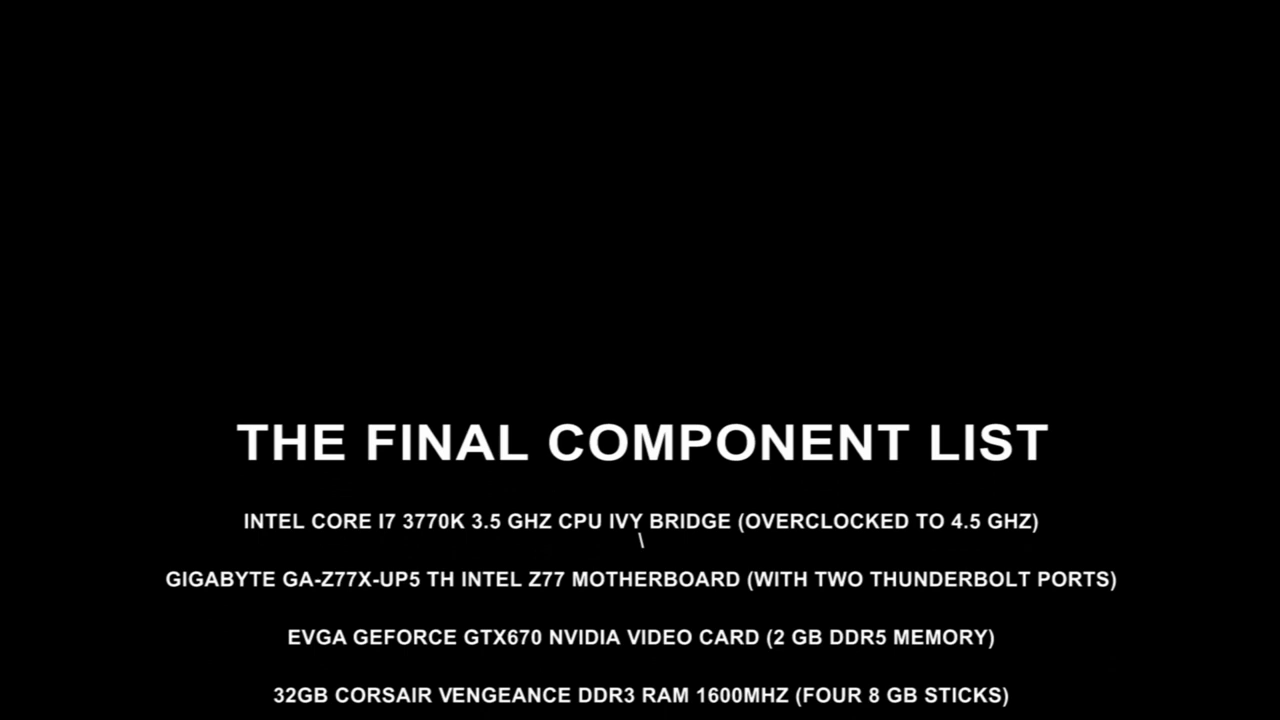 THE FINAL COMPONENT LIST
INTEL CORE I7 3770K 3.5 GHZ CPU IVY BRIDGE (OVERCLOCKED TO 4.5 GHZ)
\
GIGABYTE GA-Z77X-UP5 TH INTEL Z77 MOTHERBOARD (WITH TWO THUNDERBOLT PORTS)
EVGA GEFORCE GTX670 NVIDIA VIDEO CARD (2 GB DDR5 MEMORY)
32GB CORSAIR VENGEANCE DDR3 RAM 1600MHZ (FOUR 8 GB STICKS)